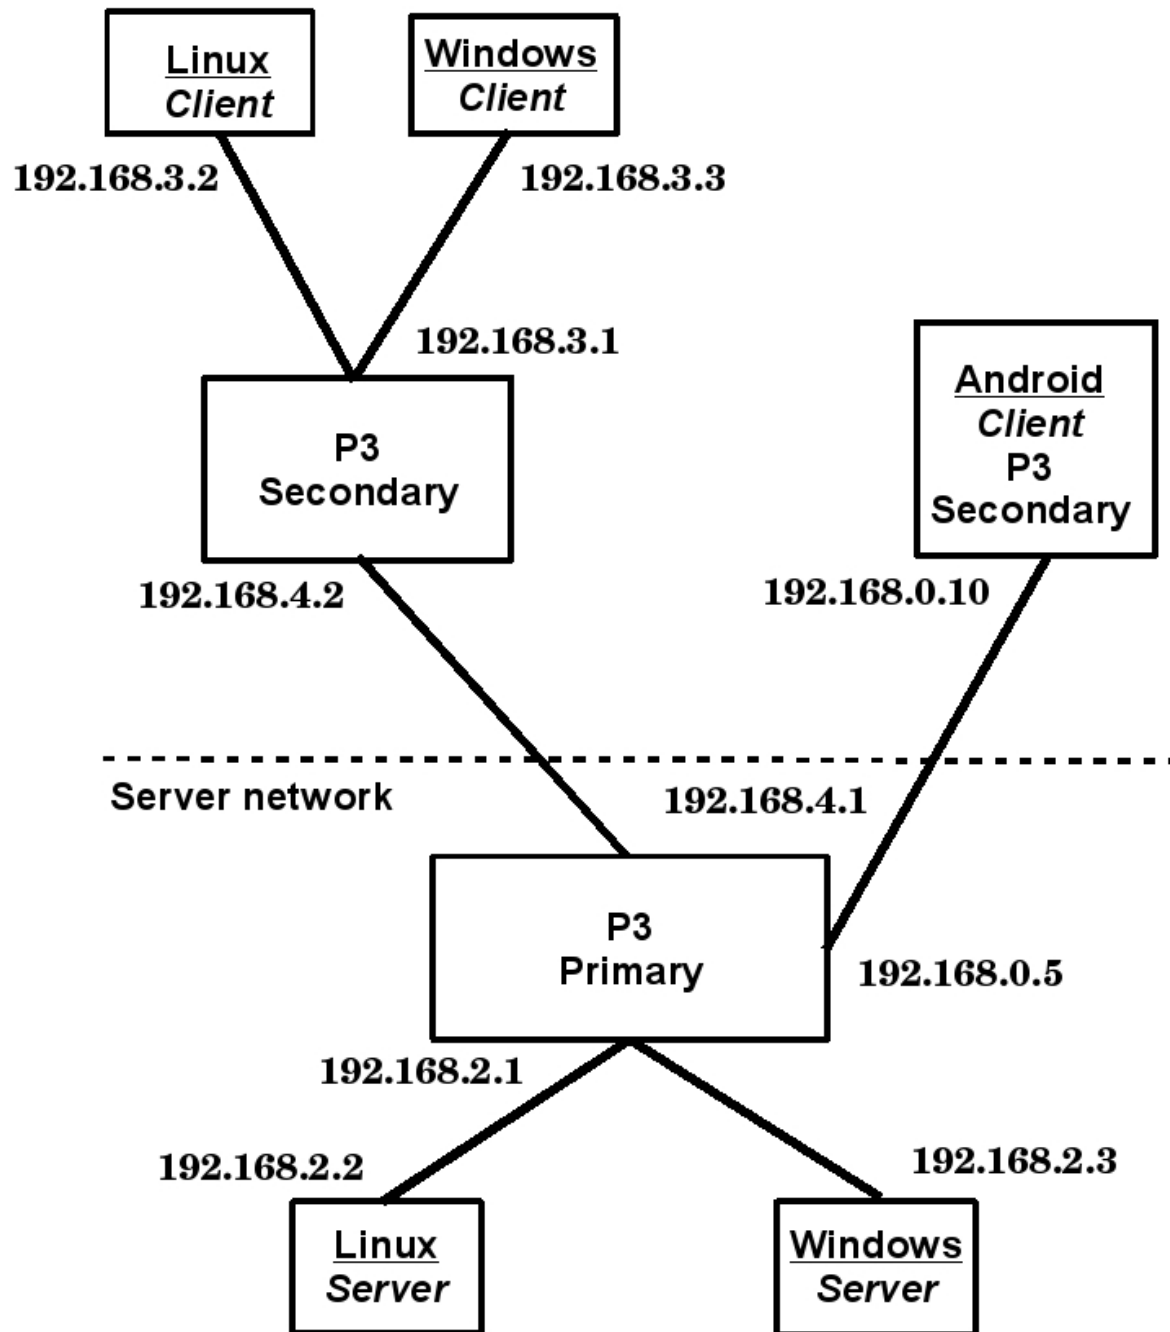 Linux
Client
Windows
Client
192.168.3.2
192.168.3.3
192.168.3.1
P3
Secondary
Android
Client
P3
Secondary
192.168.4.2
192.168.0.10
Server network
192.168.4.1
P3
Primary
192.168.0.5
192.168.2.1
192.168.2.2
192.168.2.3
Linux
Server
Windows
Server